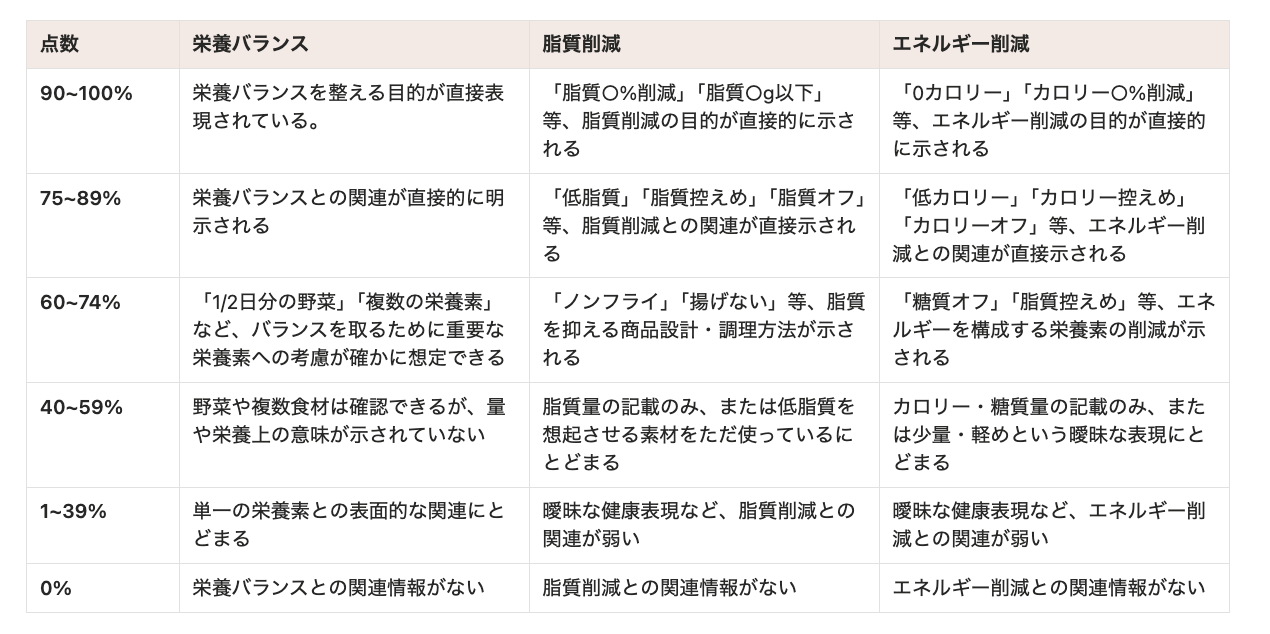 点数
栄養バランス
脂質削減
エネルギー削減
90~100%
栄養バランスを整える目的が直接表
現されている。
「脂質〇%削減」「脂質〇g以下」
等、脂質削減の目的が直接的に示さ
れる
「0カロリー」「カロリー〇%削減」
等、エネルギー削減の目的が直接的
に示される
75~89%
栄養バランスとの関連が直接的に明
示される
「低脂質」「脂質控えめ」「脂質オフ」
等、脂質削減との関連が直接示され
る
「低カロリー」「カロリー控えめ」
「カロリーオフ」等、エネルギー削
減との関連が直接示される
60~74%
「1/2日分の野菜」「複数の栄養素」
など、バランスを取るために重要な
栄養素への考慮が確かに想定できる
「ノンフライ」「揚げない」等、脂質
を抑える商品設計・調理方法が示さ
れる
「糖質オフ」「脂質控えめ」等、エネ
ルギーを構成する栄養素の削減が示
される
40~59%
野菜や複数食材は確認できるが、量
や栄養上の意味が示されていない
脂質量の記載のみ、または低脂質を
想起させる素材をただ使っているに
とどまる
カロリー・糖質量の記載のみ、また
は少量・軽めという曖昧な表現にと
どまる
1~39%
単一の栄養素との表面的な関連にと
どまる
曖昧な健康表現など、脂質削減との
関連が弱い
曖昧な健康表現など、エネルギー削
減との関連が弱い
0%
栄養バランスとの関連情報がない
脂質削減との関連情報がない
エネルギー削減との関連情報がない